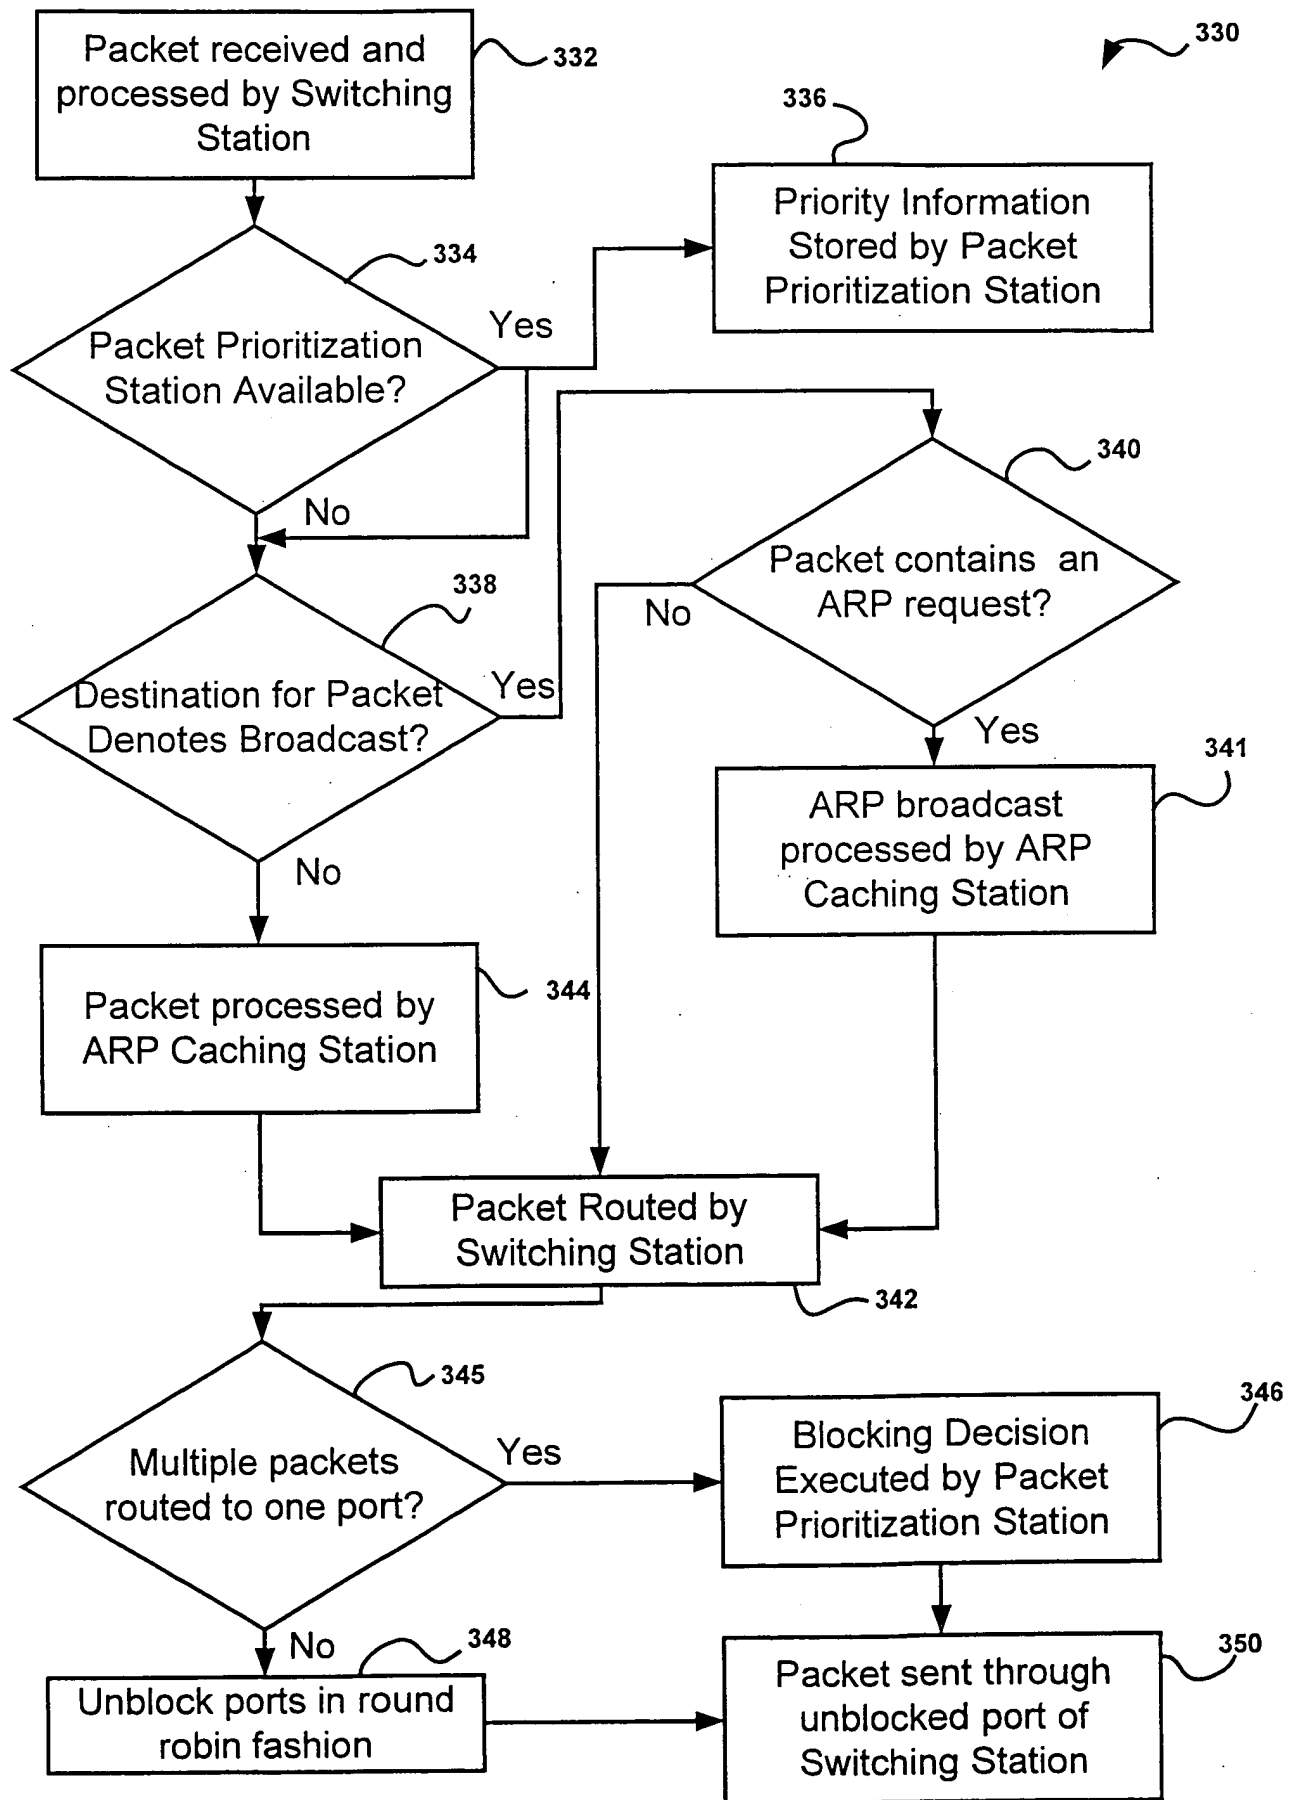 Packet received and
processed by Switching
Station
332
330
336
Priority Information
Stored by Packet
Prioritization Station
334
Packet Prioritization
Station Available?
Yes
No
340
Packet contains  an
ARP request?
No
Yes
338
Destination for Packet
Denotes Broadcast?
Yes
No
341
ARP broadcast
processed by ARP
Caching Station
344
Packet processed by
ARP Caching Station
Packet Routed by
Switching Station
342
345
Multiple packets
routed to one port?
Yes
No
346
Blocking Decision
Executed by Packet
Prioritization Station
348
Unblock ports in round
robin fashion
350
Packet sent through
unblocked port of
Switching Station